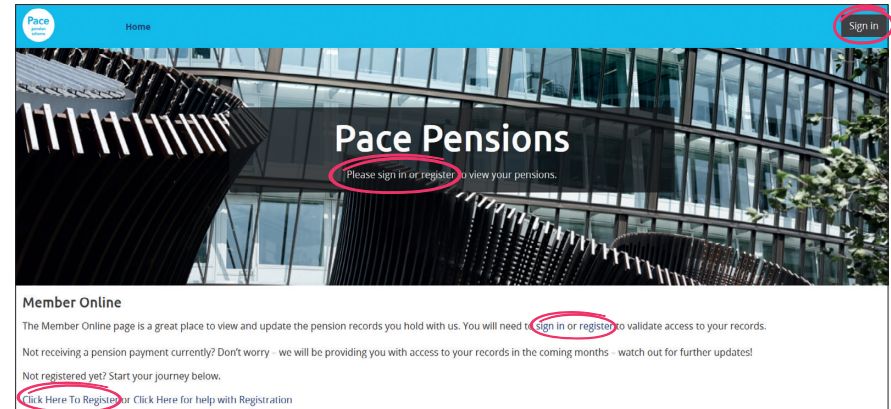 Pace
pension
scheme
Home
Sign in
Pace Pensions
Please sign in or register to view your pensions.
Member Online
The Member Online page is a great place to view and update the pension records you hold with us. You will need to sign in or register to validate access to your records.
Not receiving a pension payment currently? Don't worry – we will be providing you with access to your records in the coming months – watch out for further updates!
Not registered yet? Start your journey below.
Click Here To Register or Click Here for help with Registration